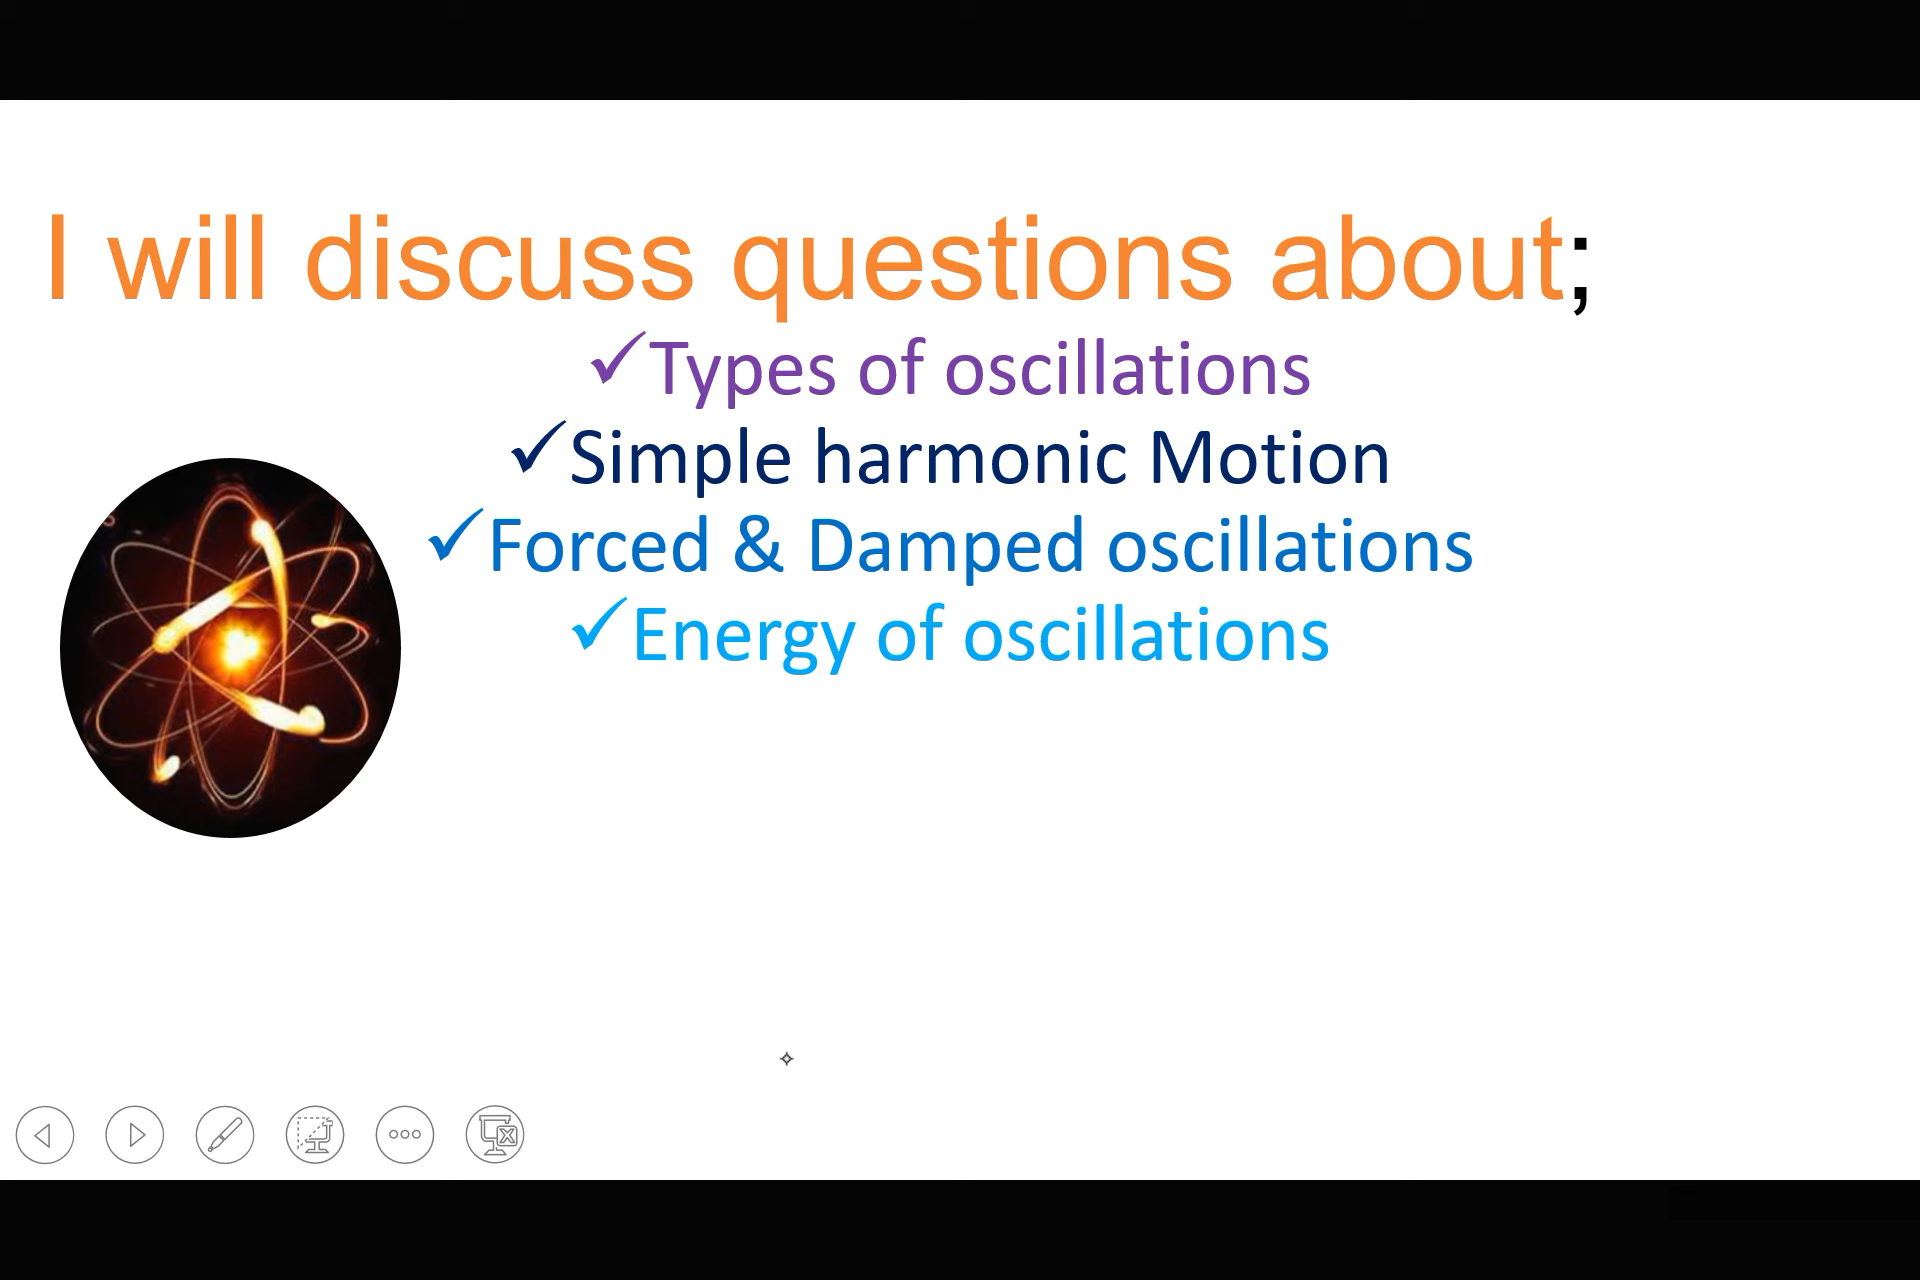 I will discuss questions about;
✓Types of oscillations
✓Simple harmonic Motion
✓Forced & Damped oscillations
✓Energy of oscillations